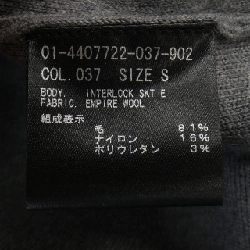 01-4407722-037-902
COL.037 SIZE S
BODY. INTERLOCK SKT E
FABRIC. EMPIRE WOOL
組成表示
毛 81%
ナイロン 16%
ポリウレタン 3%